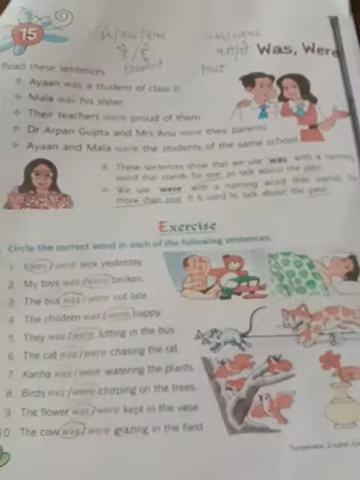 15
is/am/are was/were
Was, Were
present past
Read these sentences
Ayaan was a student of class II.
Mala was his sister.
Their teachers were proud of them.
Dr Arpan Gupta and Mrs Anu were their parents.
Ayaan and Mala were the students of the same school.
These sentences show that we use 'was' with a naming
word that stands for one, to talk about the past.
We use 'were' with a naming word that stands for
more than one. It is used to talk about the past.
Exercise
Circle the correct word in each of the following sentences.
1. I was / were sick yesterday.
2. My toys was / were broken.
3. The bus was / were not late.
4. The children was / were happy.
5. They was / were sitting in the bus.
6. The cat was / were chasing the rat.
7. Kanha was / were watering the plants.
8. Birds was / were chirping on the trees.
9. The flower was / were kept in the vase.
10. The cow was / were grazing in the field.
English